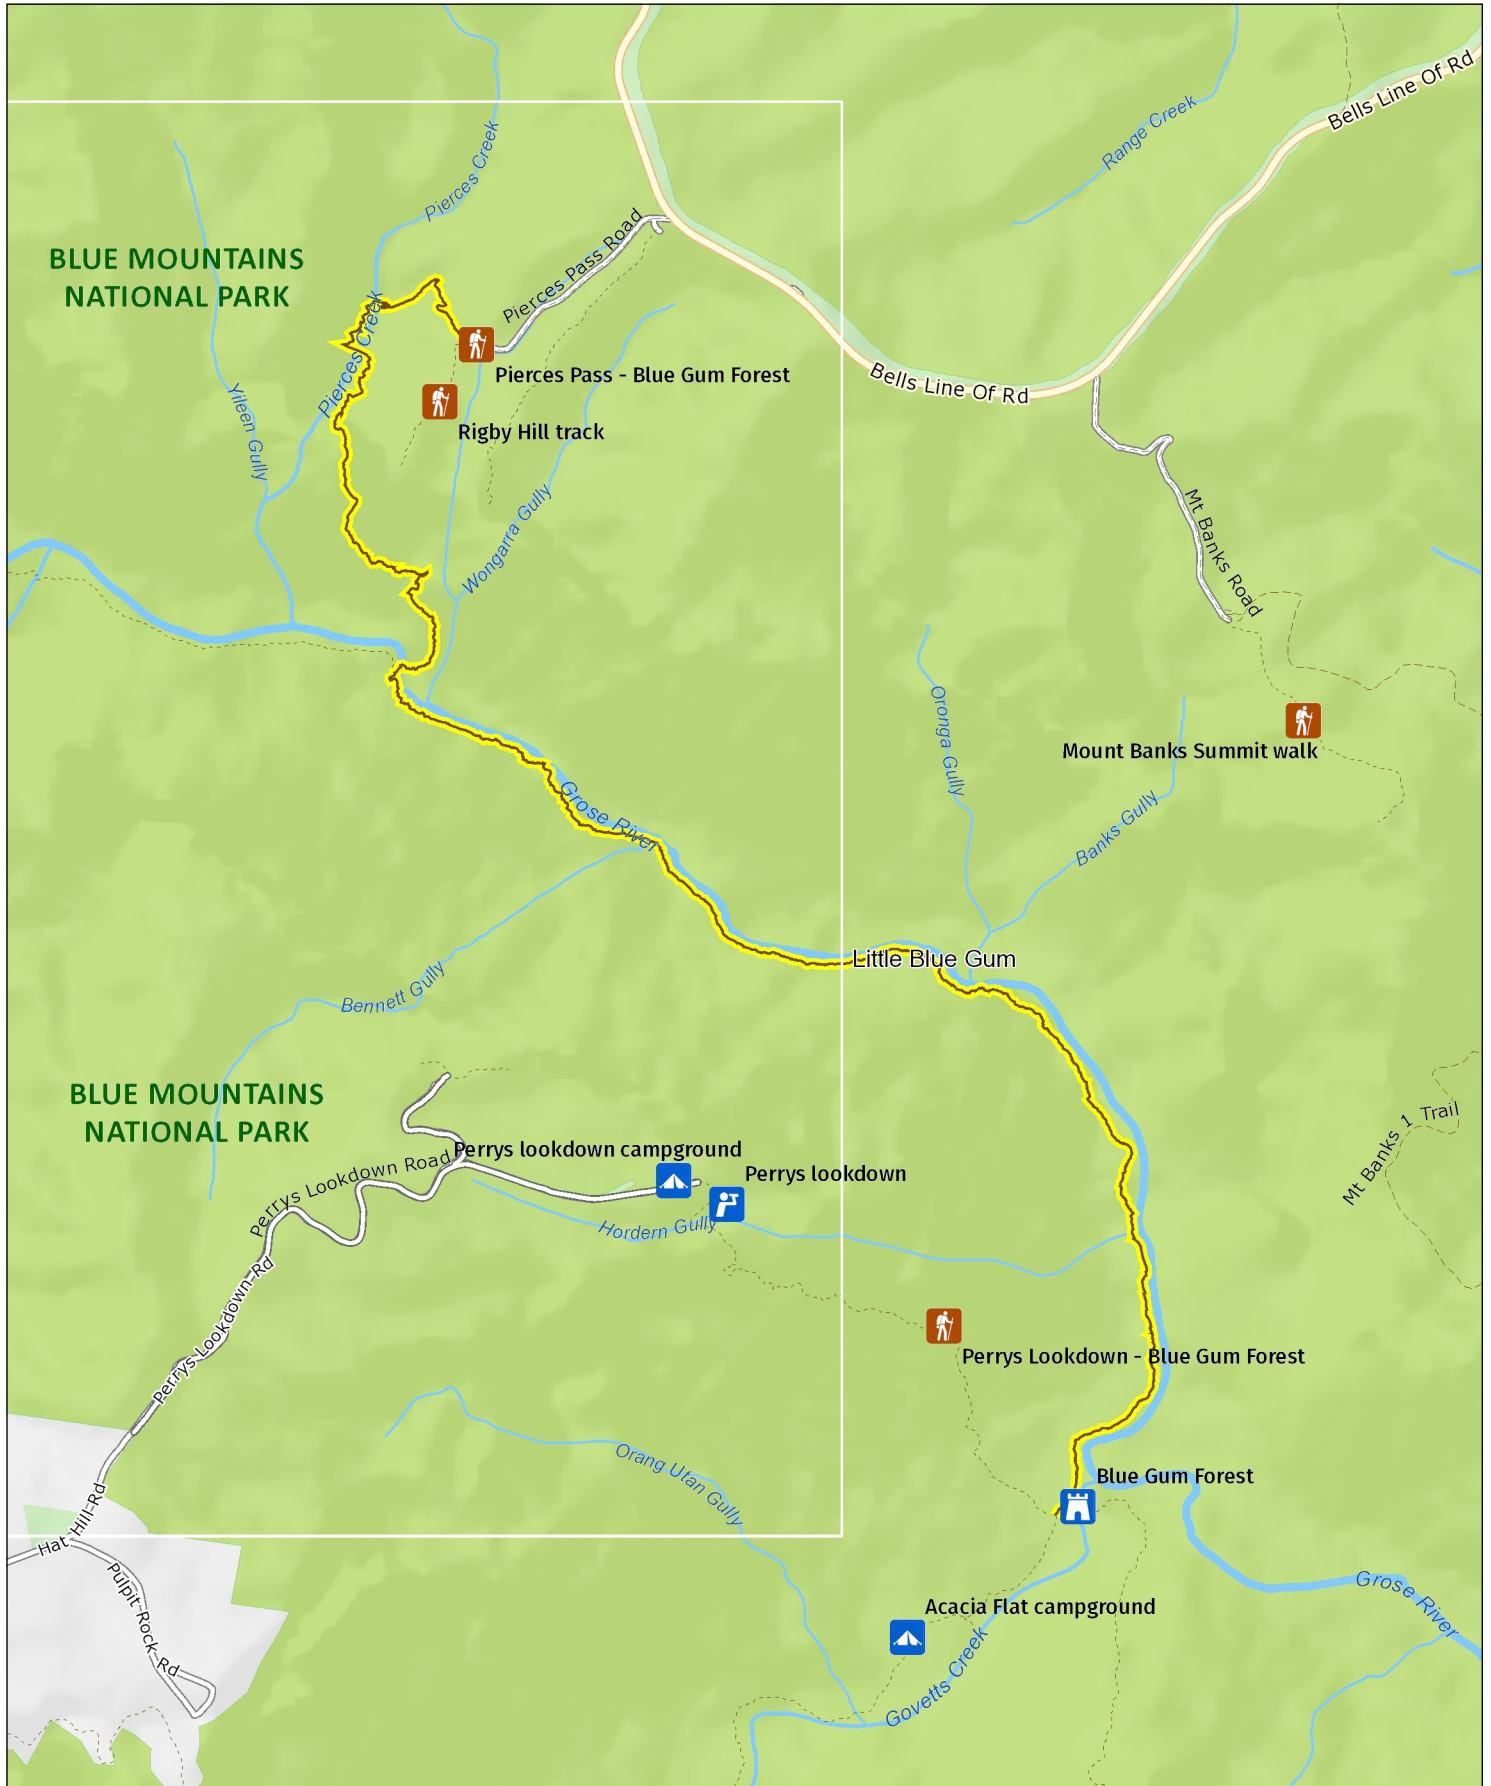 Bells Line Of Rd
Range Creek
Pierces Creek
Pierces Pass Road
BLUE MOUNTAINS
NATIONAL PARK
Pierces Creek
Pierces Pass - Blue Gum Forest
Bells Line Of Rd
Yileen Gully
Rigby Hill track
Wongarra Gully
Mt Banks Road
Oronga Gully
Mount Banks Summit walk
Banks Gully
Grose River
Little Blue Gum
Bennett Gully
BLUE MOUNTAINS
NATIONAL PARK
Mt Banks 1 Trail
Perrys lookdown campground
Perrys Lookdown Road
Perrys lookdown
Hordern Gully
Perrys Lookdown Rd
Perrys Lookdown - Blue Gum Forest
Orang Utan Gully
Blue Gum Forest
Hat Hill Rd
Pulpit Rock Rd
Grose River
Acacia Flat campground
Govetts Creek